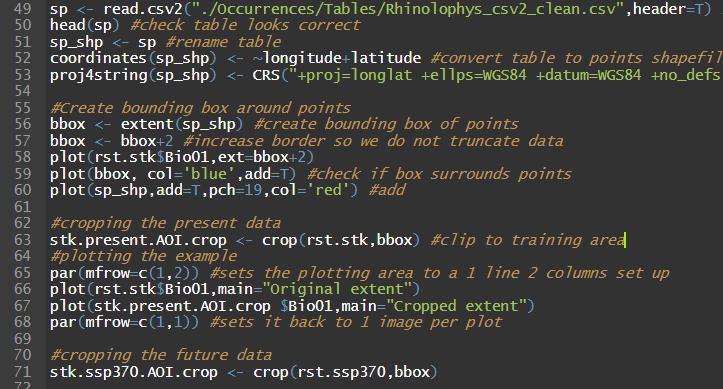 49 sp <- read.csv2("./Occurrences/Tables/Rhinolophys_csv2_clean.csv",header=T)
50 head(sp) #check table looks correct
51 sp_shp <- sp #rename table
52 coordinates(sp_shp) <- ~longitude+latitude #convert table to points shapefil
53 proj4string(sp_shp) <- CRS("+proj=longlat +ellps=WGS84 +datum=WGS84 +no_defs
54
55 #Create bounding box around points
56 bbox <- extent(sp_shp) #create bounding box of points
57 bbox <- bbox+2 #increase border so we do not truncate data
58 plot(rst.stk$Bio01,ext=bbox+2)
59 plot(bbox, col='blue',add=T) #check if box surrounds points
60 plot(sp_shp,add=T,pch=19,col='red') #add
61
62 #cropping the present data
63 stk.present.AOI.crop <- crop(rst.stk,bbox) #clip to training area
64 #plotting the example
65 par(mfrow=c(1,2)) #sets the plotting area to a 1 line 2 columns set up
66 plot(rst.stk$Bio01,main="Original extent")
67 plot(stk.present.AOI.crop $Bio01,main="Cropped extent")
68 par(mfrow=c(1,1)) #sets it back to 1 image per plot
69
70 #cropping the future data
71 stk.ssp370.AOI.crop <- crop(rst.ssp370,bbox)
72